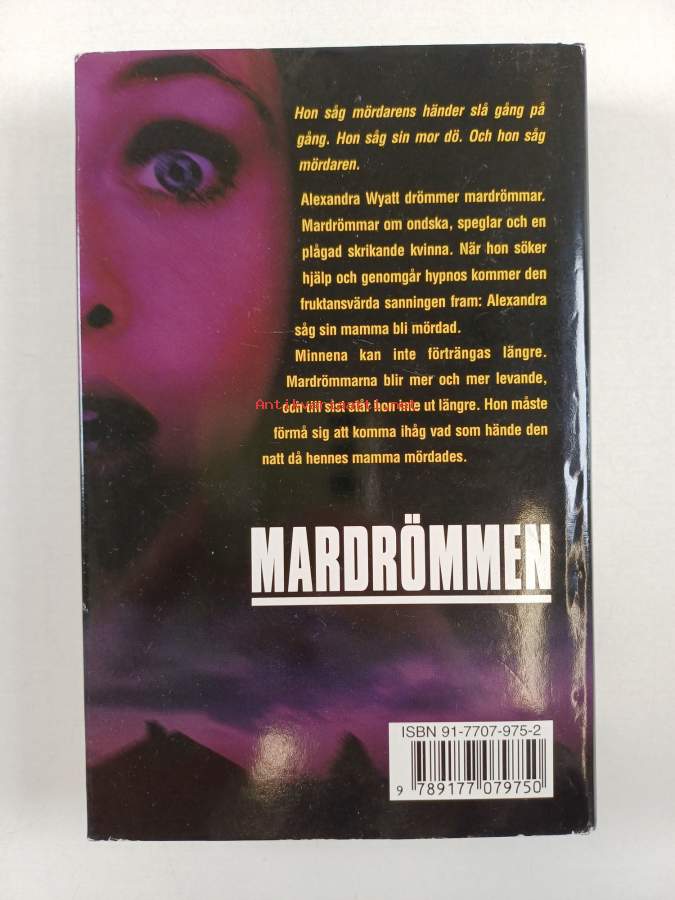 Hon såg mördarens händer slå gång på
gång. Hon såg sin mor dö. Och hon såg
mördaren.
Alexandra Wyatt drömmer mardrömmar.
Mardrömmar om ondska, speglar och en
plågad skrikande kvinna. När hon söker
hjälp och genomgår hypnos kommer den
fruktansvärda sanningen fram: Alexandra
såg sin mamma bli mördad.
Minnena kan inte förträngas längre.
Mardrömmarna blir mer och mer levande,
och till sist står hon inte ut längre. Hon måste
förmå sig att komma ihåg vad som hände den
natt då hennes mamma mördades.
MARDRÖMMEN
ISBN 91-7707-975-2
9 789177 079750